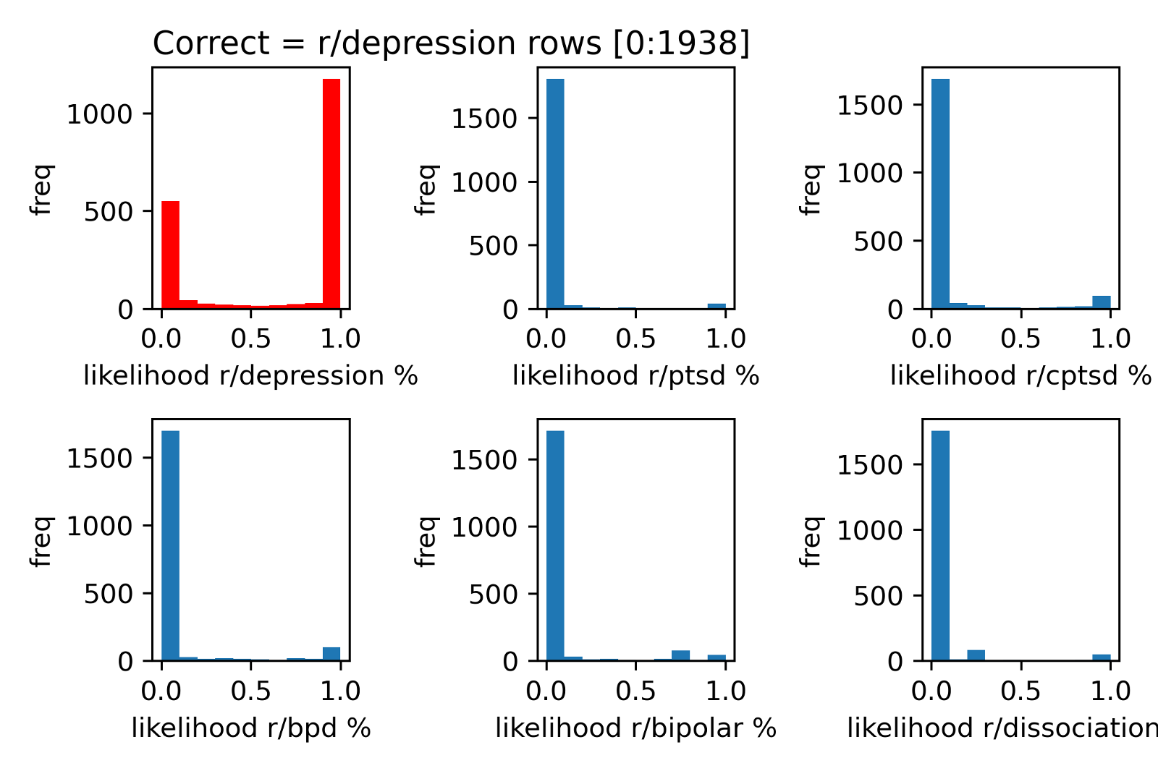 Correct = r/depression rows [0:1938]
1000
500
0
freq
0.0 0.5 1.0
likelihood r/depression %
1500
1000
500
0
freq
0.0 0.5 1.0
likelihood r/ptsd %
1500
1000
500
0
freq
0.0 0.5 1.0
likelihood r/cptsd %
1500
1000
500
0
freq
0.0 0.5 1.0
likelihood r/bpd %
1500
1000
500
0
freq
0.0 0.5 1.0
likelihood r/bipolar %
1500
1000
500
0
freq
0.0 0.5 1.0
likelihood r/dissociation